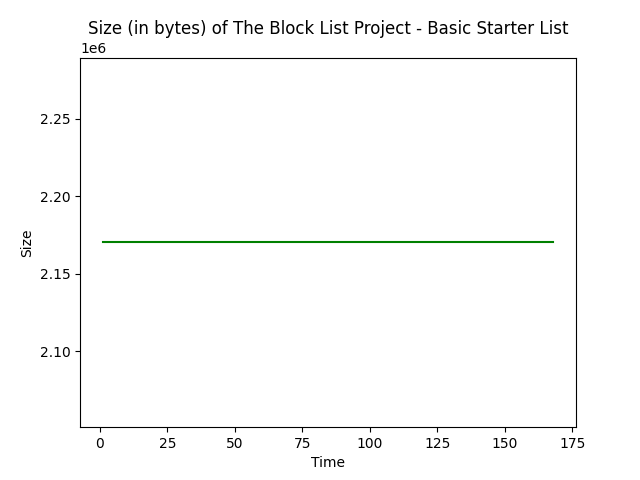 Size (in bytes) of The Block List Project - Basic Starter List
1e6
2.25
2.20
2.15
2.10
Size
0 25 50 75 100 125 150 175
Time